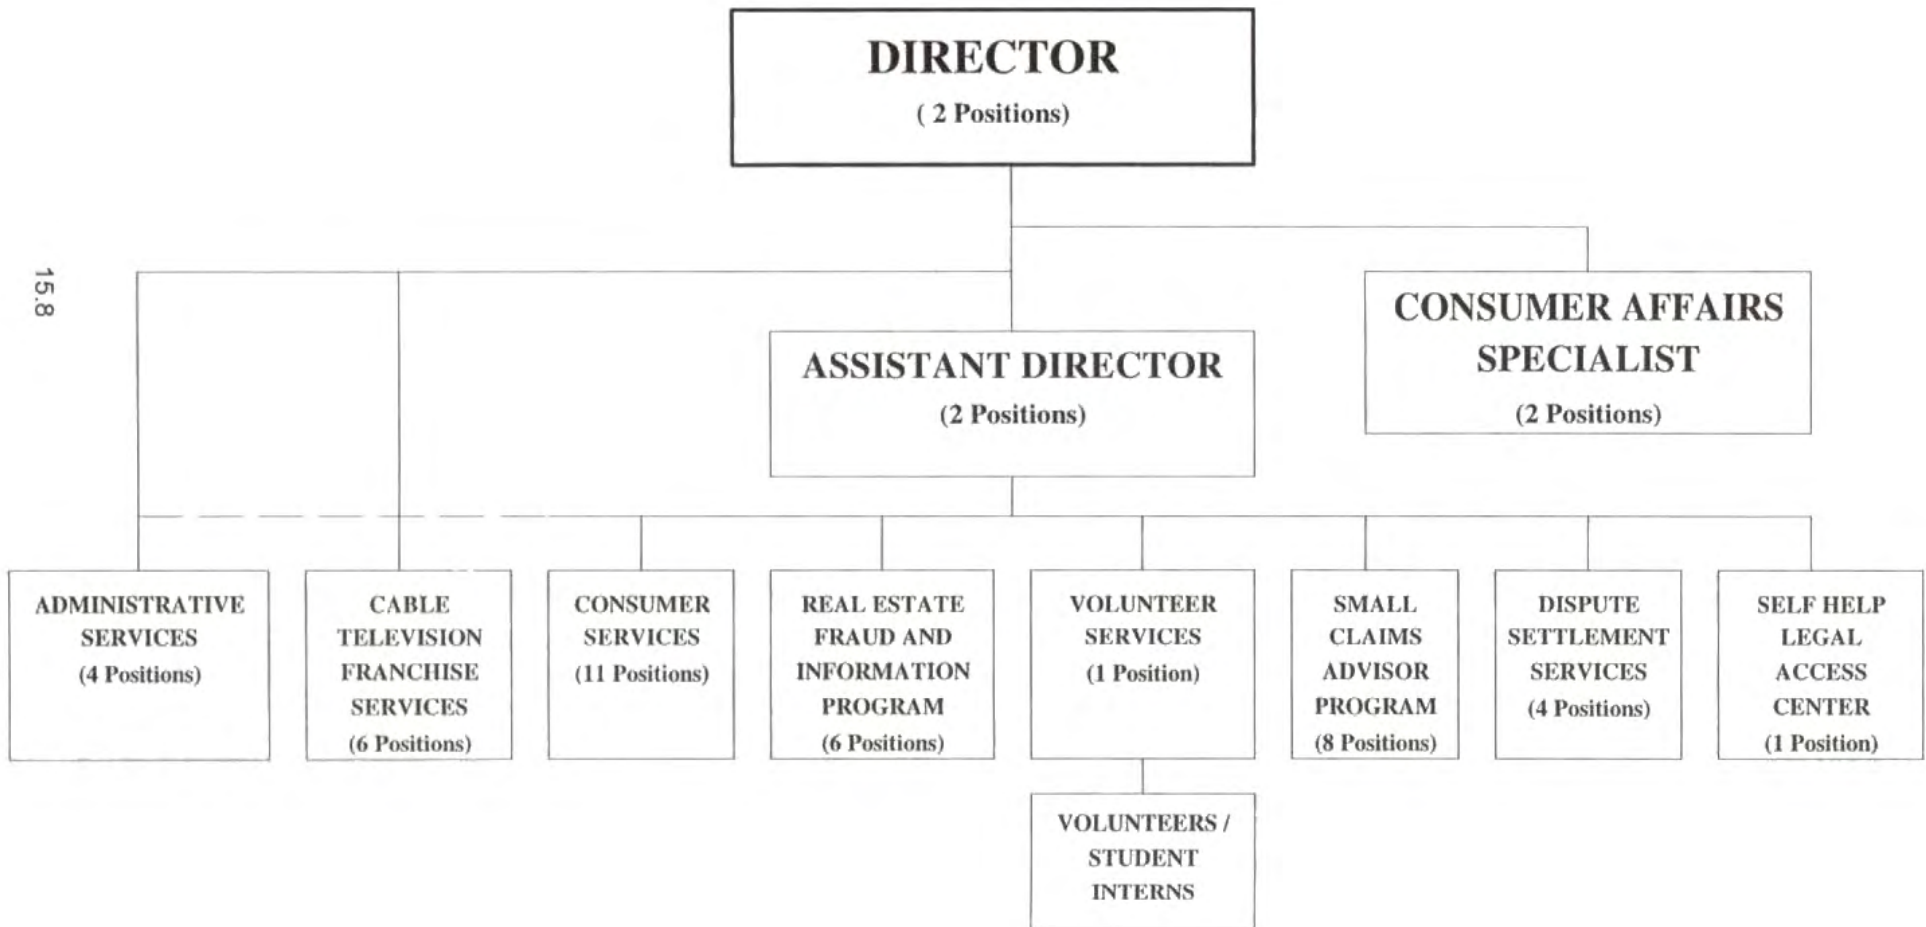 DIRECTOR
( 2 Positions)
15.8
CONSUMER AFFAIRS
SPECIALIST
(2 Positions)
ASSISTANT DIRECTOR
(2 Positions)
ADMINISTRATIVE
SERVICES
(4 Positions)
CABLE
TELEVISION
FRANCHISE
SERVICES
(6 Positions)
CONSUMER
SERVICES
(11 Positions)
REAL ESTATE
FRAUD AND
INFORMATION
PROGRAM
(6 Positions)
VOLUNTEER
SERVICES
(1 Position)
SMALL
CLAIMS
ADVISOR
PROGRAM
(8 Positions)
DISPUTE
SETTLEMENT
SERVICES
(4 Positions)
SELF HELP
LEGAL
ACCESS
CENTER
(1 Position)
VOLUNTEERS /
STUDENT
INTERNS